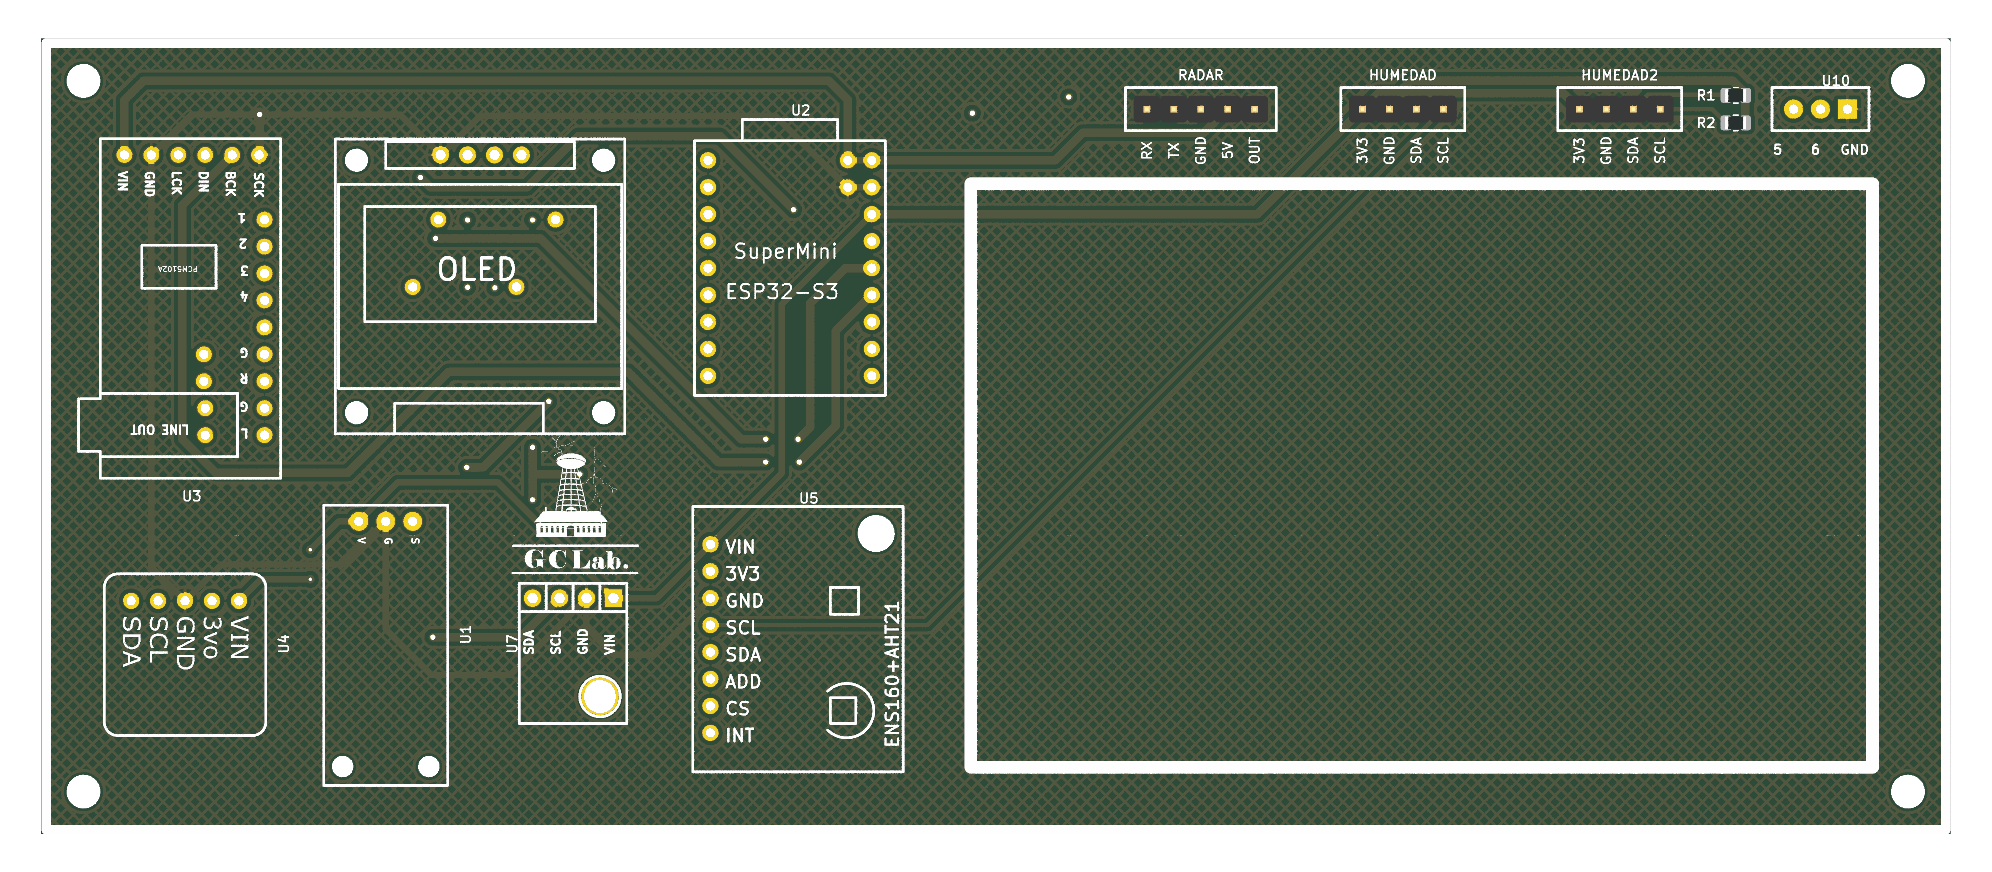 RADAR
HUMEDAD
HUMEDAD2
U10
R1
R2
RX TX GND 5V OUT
3V3 GND SDA SCL
3V3 GND SDA SCL
5 6 GND
U2
SuperMini
ESP32-S3
VIN GND LCK DIN BCK SCK
1
2
3
4
G
R
G
L
PCM5102A
LINE OUT
U3
OLED
GCLab.
V G S
U1
SDA SCL GND 3vo VIN
U4
U7
SDA SCL GND VIN
U5
VIN
3V3
GND
SCL
SDA
ADD
CS
INT
ENS160+AHT21